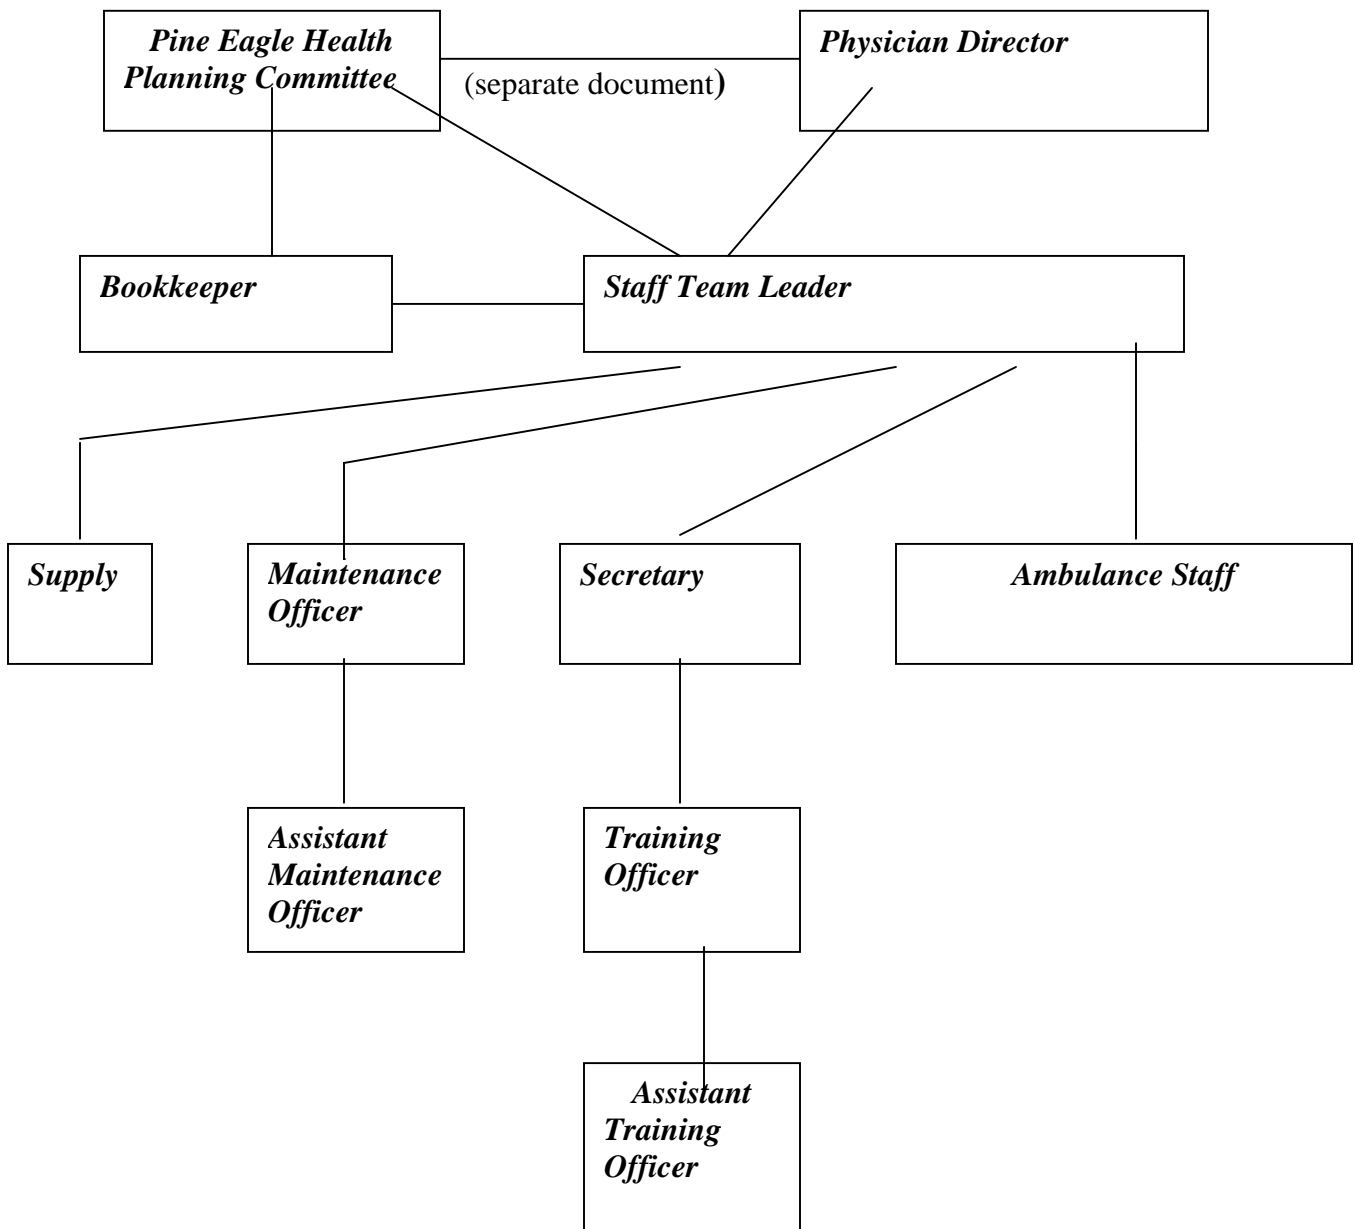 Pine Eagle Health
Planning Committee
(separate document)
Physician Director
Bookkeeper
Staff Team Leader
Supply
Maintenance
Officer
Secretary
Ambulance Staff
Assistant
Maintenance
Officer
Training
Officer
Assistant
Training
Officer